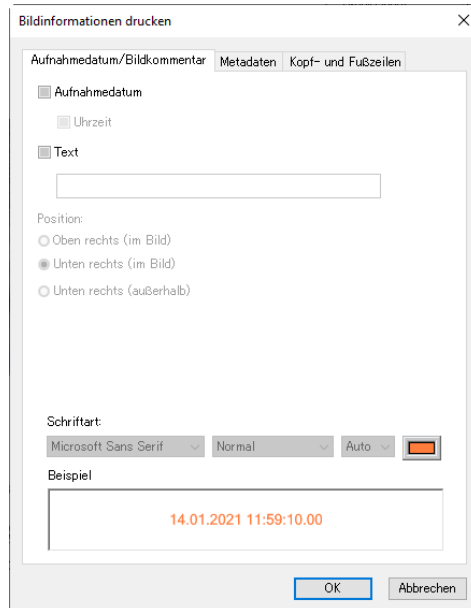 Bildinformationen drucken
Aufnahmedatum/Bildkommentar Metadaten Kopf- und Fußzeilen
Aufnahmedatum
Uhrzeit
Text
Position:
Oben rechts (im Bild)
Unten rechts (im Bild)
Unten rechts (außerhalb)
Schriftart:
Microsoft Sans Serif Normal Auto
Beispiel
14.01.2021 11:59:10.00
OK Abbrechen